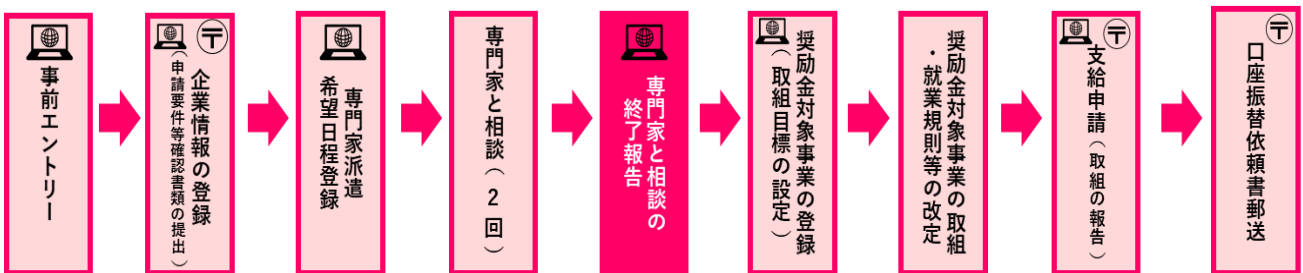 事前エントリー
〒
企業情報の登録
（申請要件等確認書類の提出）
専門家派遣
希望日程登録
専門家と相談（２回）
専門家と相談の
終了報告
奨励金対象事業の登録
（取組目標の設定）
奨励金対象事業の取組
・就業規則等の改定
〒
支給申請（取組の報告）
〒
口座振替依頼書郵送